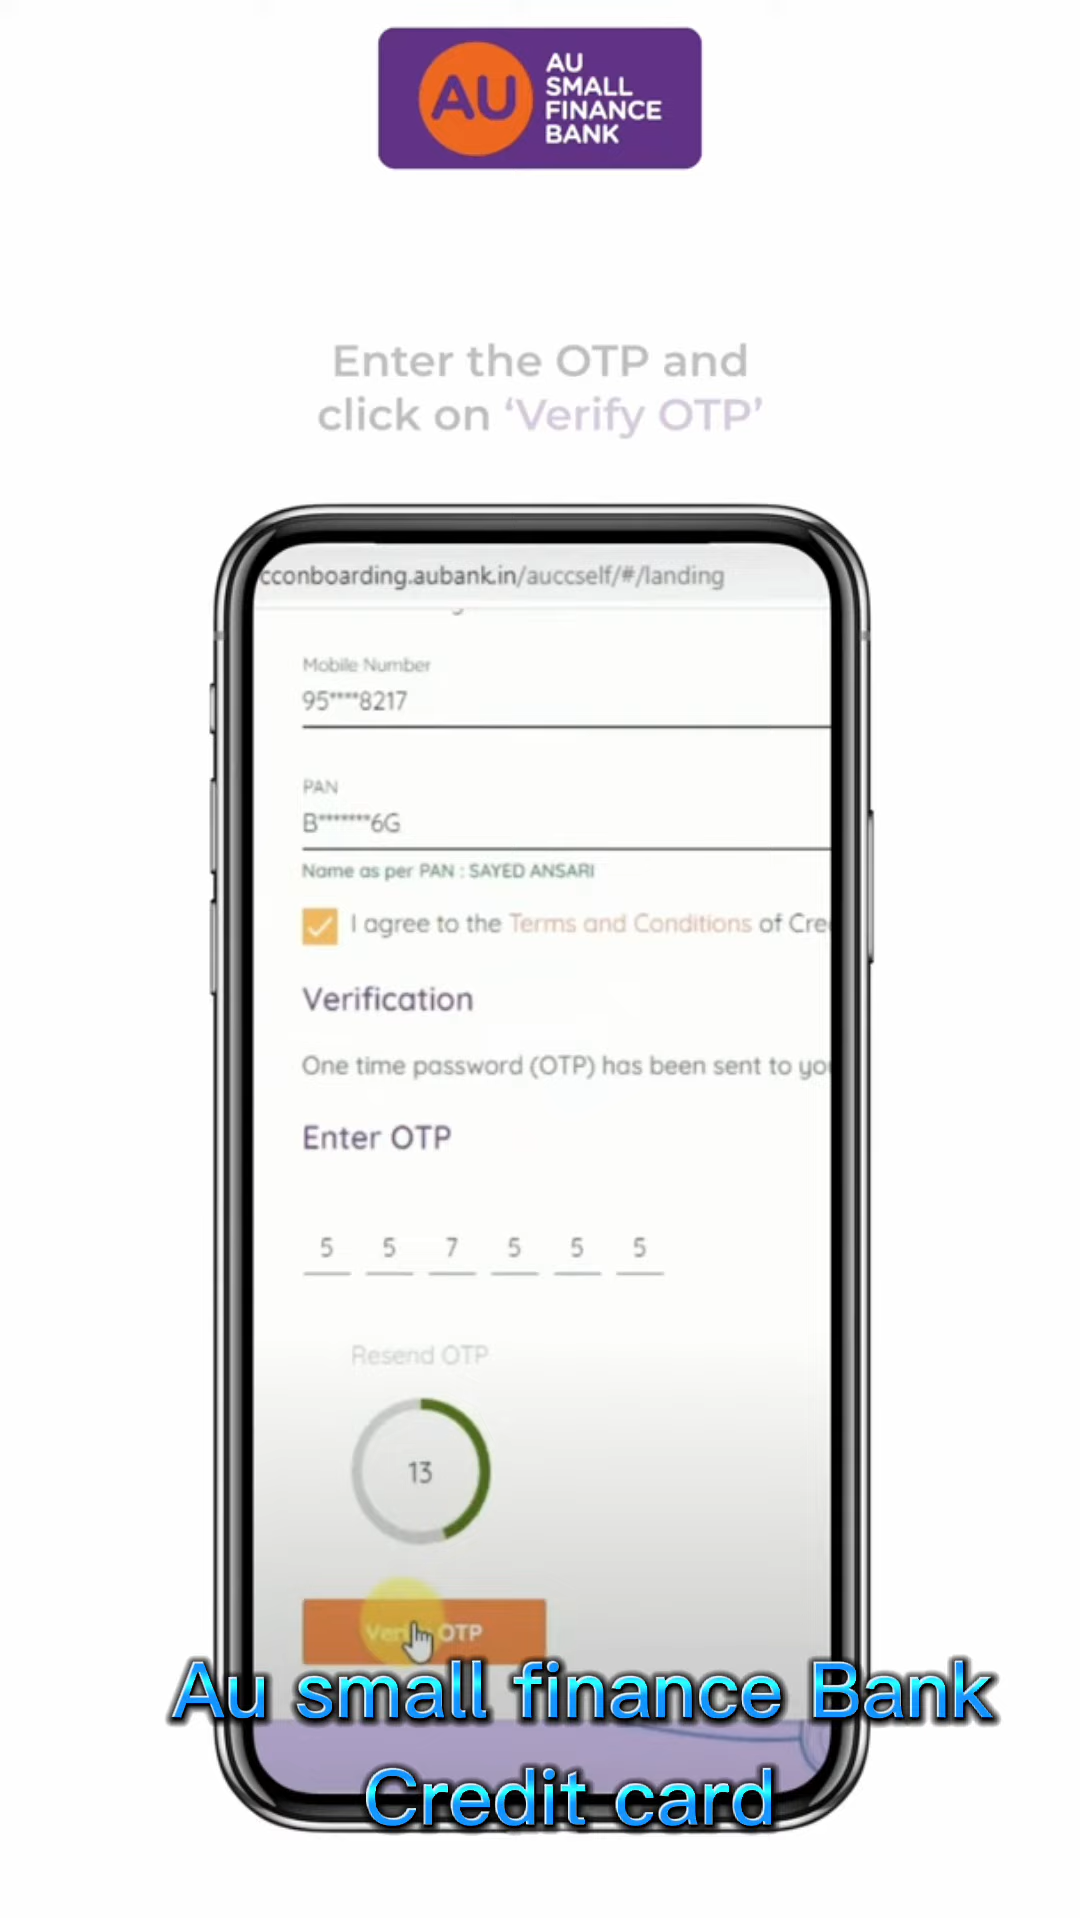 AU
AU
SMALL
FINANCE
BANK
Enter the OTP and
click on ‘Verify OTP’
cconboarding.aubank.in/auccself/#/landing
Mobile Number
95****8217
PAN
B*******6G
Name as per PAN : SAYED ANSARI
I agree to the Terms and Conditions of Cre
Verification
One time password (OTP) has been sent to you
Enter OTP
5 5 7 5 5 5
Resend OTP
13
Verify OTP
Au small finance Bank
Credit card